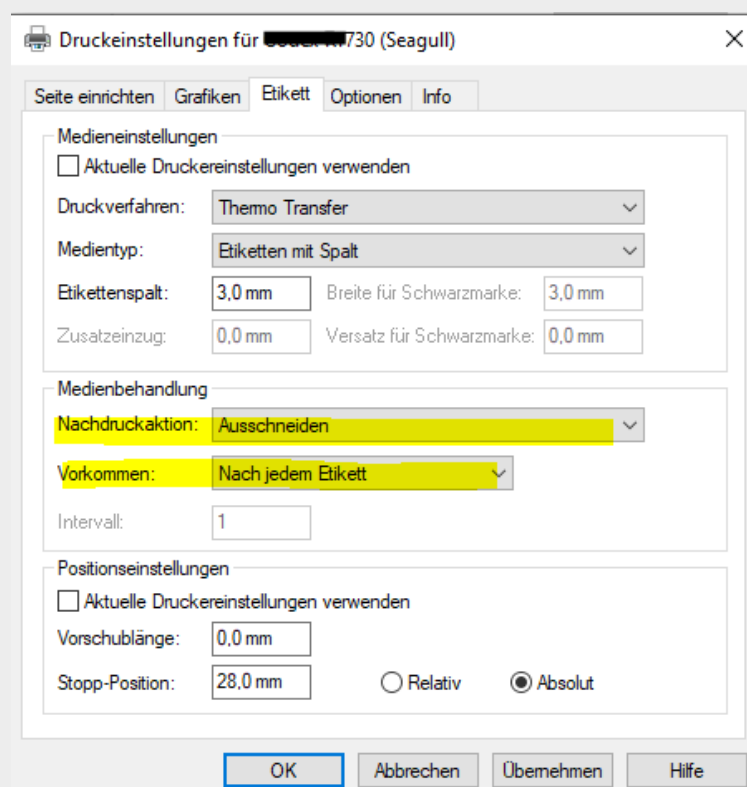 Druckeinstellungen für 730 (Seagull)
Seite einrichten Grafiken Etikett Optionen Info
Medieneinstellungen
Aktuelle Druckereinstellungen verwenden
Druckverfahren: Thermo Transfer
Medientyp: Etiketten mit Spalt
Etikettenspalt: 3,0 mm Breite für Schwarzmarke: 3,0 mm
Zusatzeinzug: 0,0 mm Versatz für Schwarzmarke: 0,0 mm
Medienbehandlung
Nachdruckaktion: Ausschneiden
Vorkommen: Nach jedem Etikett
Intervall: 1
Positionseinstellungen
Aktuelle Druckereinstellungen verwenden
Vorschublänge: 0,0 mm
Stopp-Position: 28,0 mm Relativ Absolut
OK Abbrechen Übernehmen Hilfe